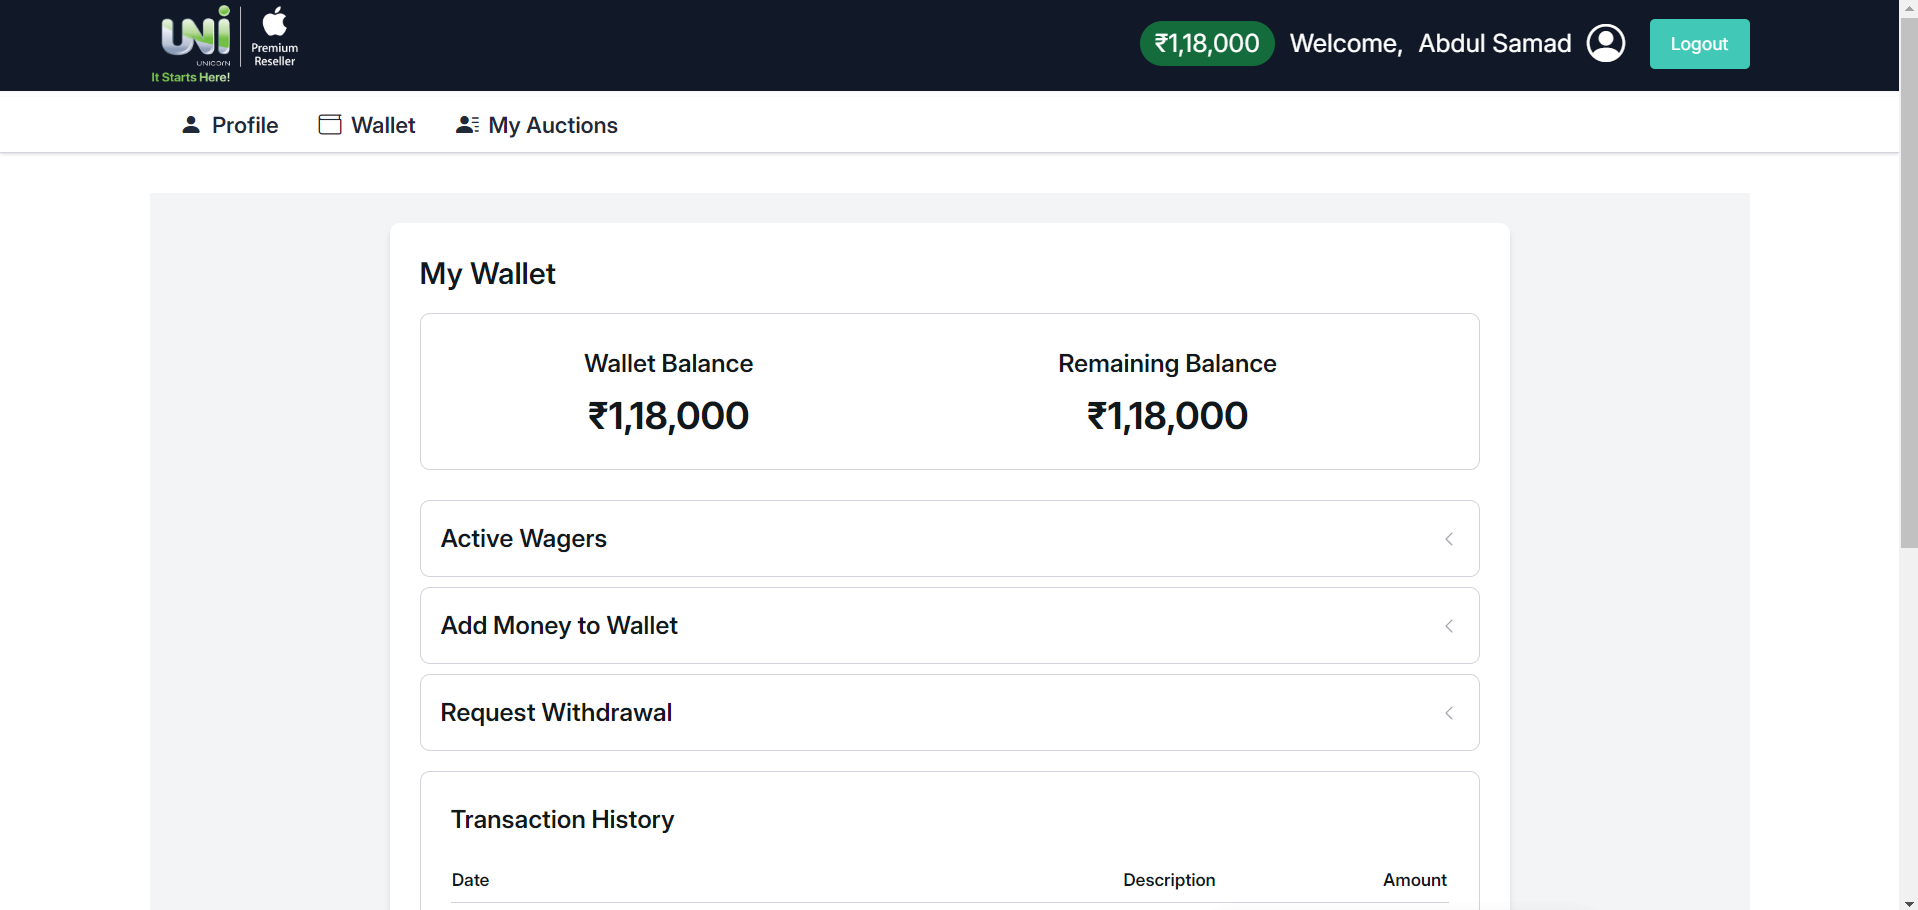 UNi
UNICORN
It Starts Here!
Premium
Reseller
₹1,18,000
Welcome, Abdul Samad
Logout
Profile
Wallet
My Auctions
My Wallet
Wallet Balance
₹1,18,000
Remaining Balance
₹1,18,000
Active Wagers
Add Money to Wallet
Request Withdrawal
Transaction History
Date Description Amount